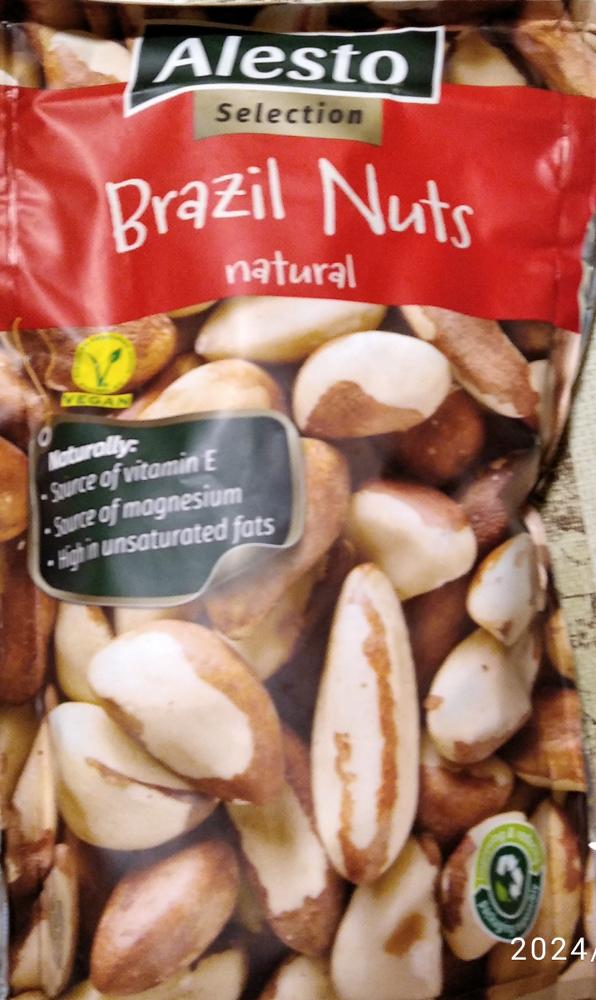 Alesto
Selection
Brazil Nuts
natural
VEGAN
Naturally:
• Source of vitamin E
• Source of magnesium
• High in unsaturated fats
2024/